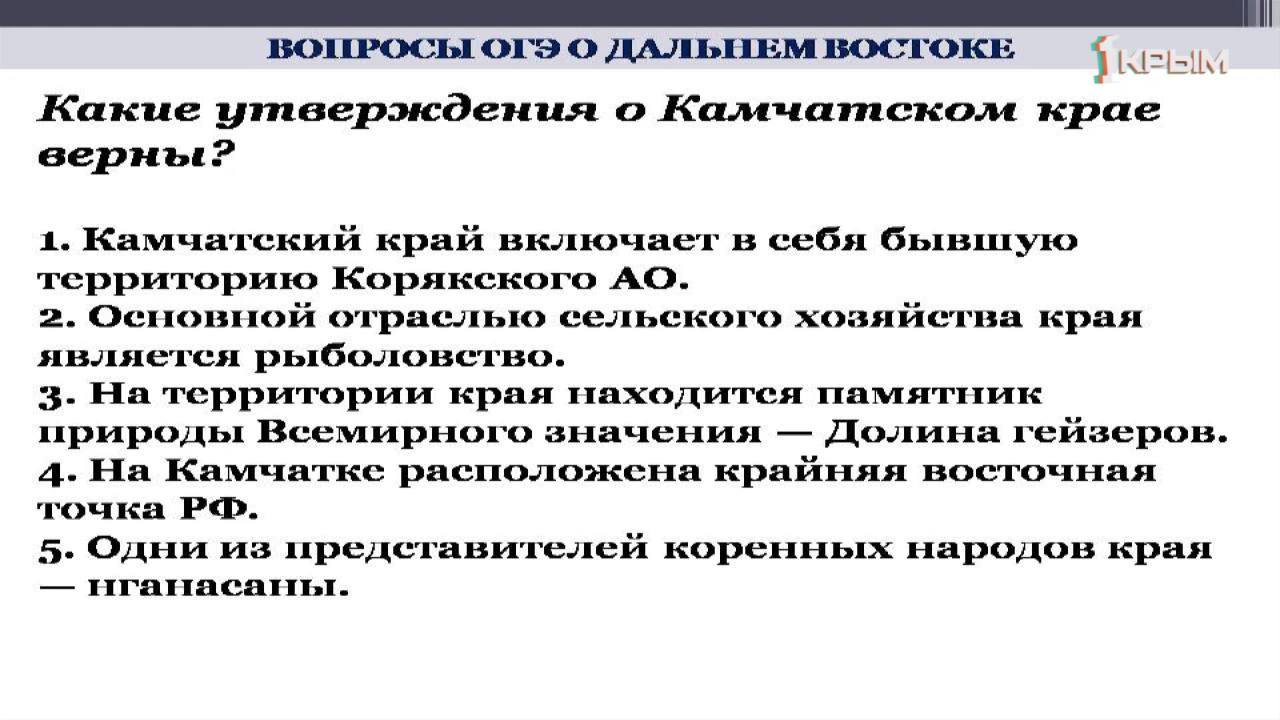 ВОПРОСЫ ОГЭ О ДАЛЬНЕМ ВОСТОКЕ
1КРЫМ
Какие утверждения о Камчатском крае
верны?
1. Камчатский край включает в себя бывшую
территорию Корякского АО.
2. Основной отраслью сельского хозяйства края
является рыболовство.
3. На территории края находится памятник
природы Всемирного значения — Долина гейзеров.
4. На Камчатке расположена крайняя восточная
точка РФ.
5. Одни из представителей коренных народов края
— нганасаны.